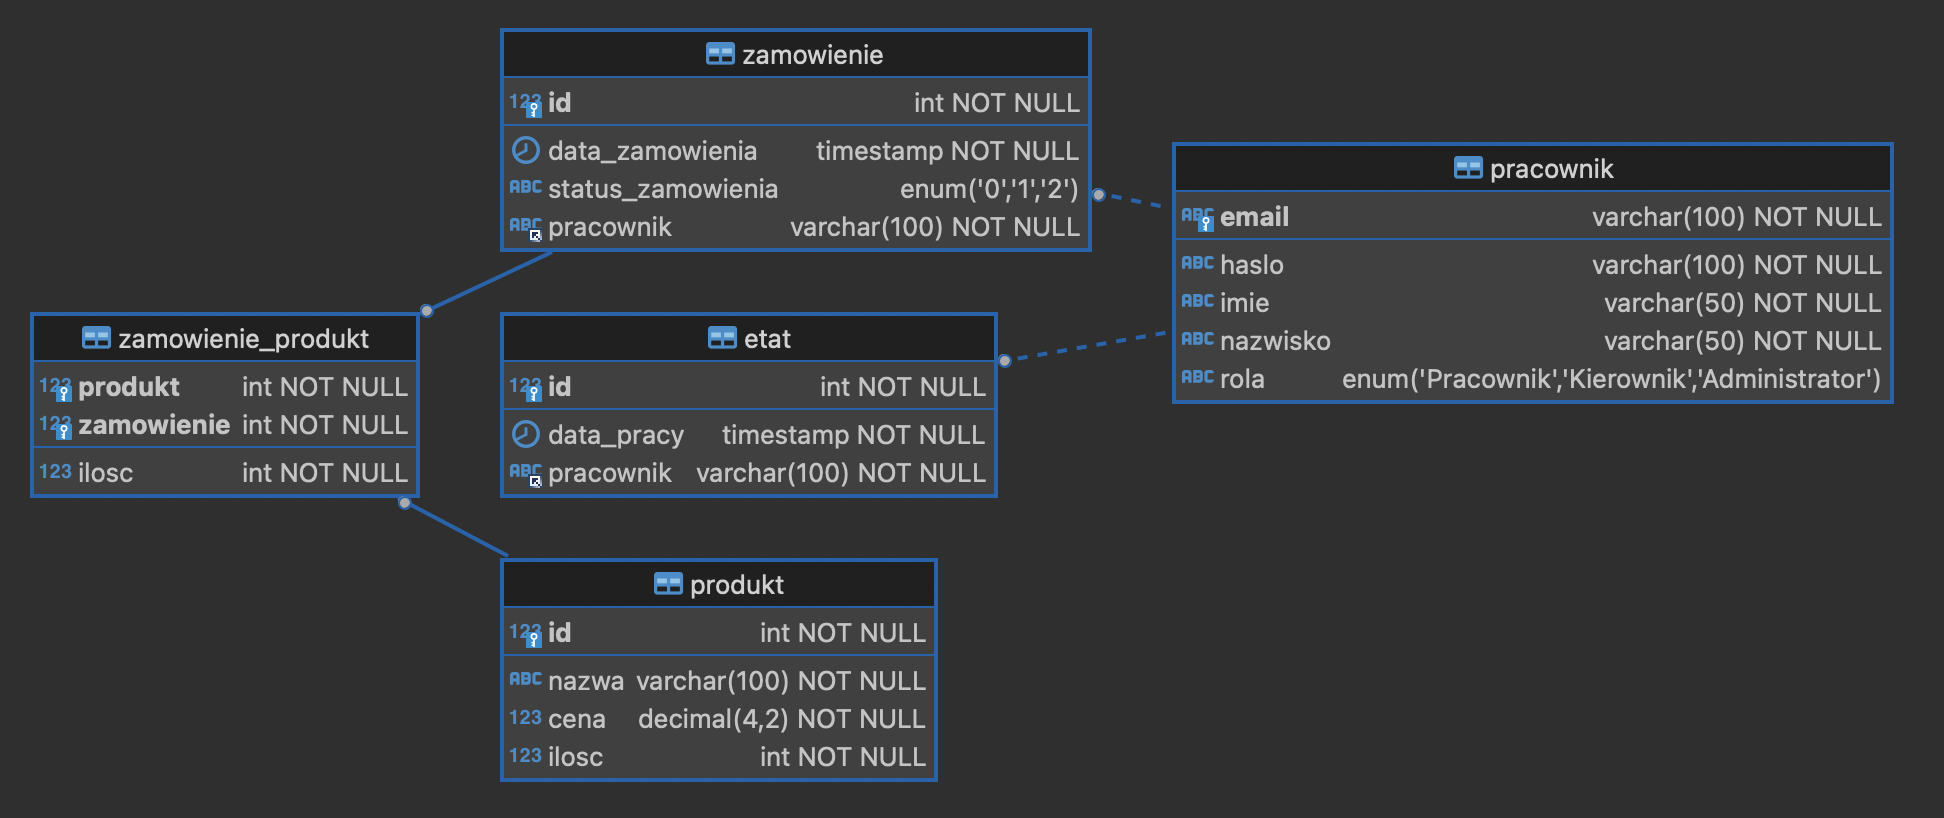 zamowienie
123 id int NOT NULL
data_zamowienia timestamp NOT NULL
ABC status_zamowienia enum('0','1','2')
ABC pracownik varchar(100) NOT NULL
pracownik
ABC email varchar(100) NOT NULL
ABC haslo varchar(100) NOT NULL
ABC imie varchar(50) NOT NULL
ABC nazwisko varchar(50) NOT NULL
ABC rola enum('Pracownik','Kierownik','Administrator')
zamowienie_produkt
123 produkt int NOT NULL
123 zamowienie int NOT NULL
123 ilosc int NOT NULL
etat
123 id int NOT NULL
data_pracy timestamp NOT NULL
ABC pracownik varchar(100) NOT NULL
produkt
123 id int NOT NULL
ABC nazwa varchar(100) NOT NULL
123 cena decimal(4,2) NOT NULL
123 ilosc int NOT NULL